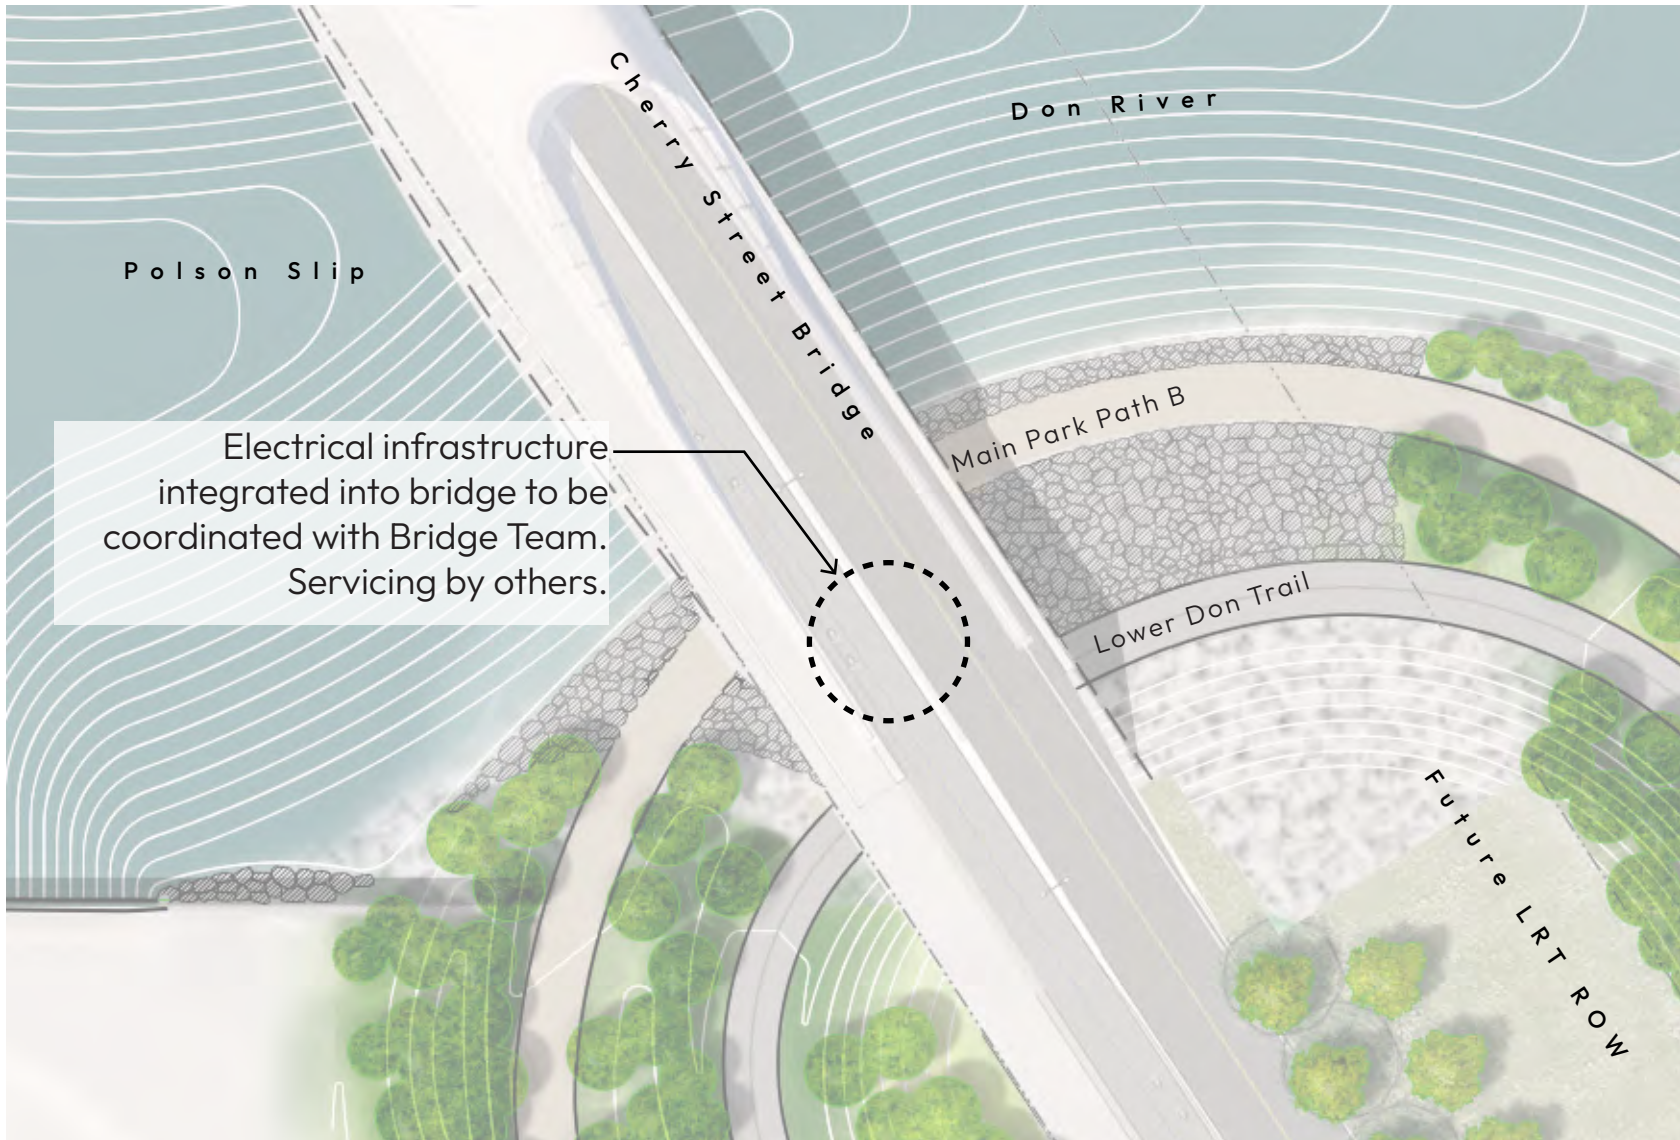 Cherry Street Bridge
Don River
Polson Slip
Main Park Path B
Electrical infrastructure
integrated into bridge to be
coordinated with Bridge Team.
Servicing by others.
Lower Don Trail
Future LRT ROW